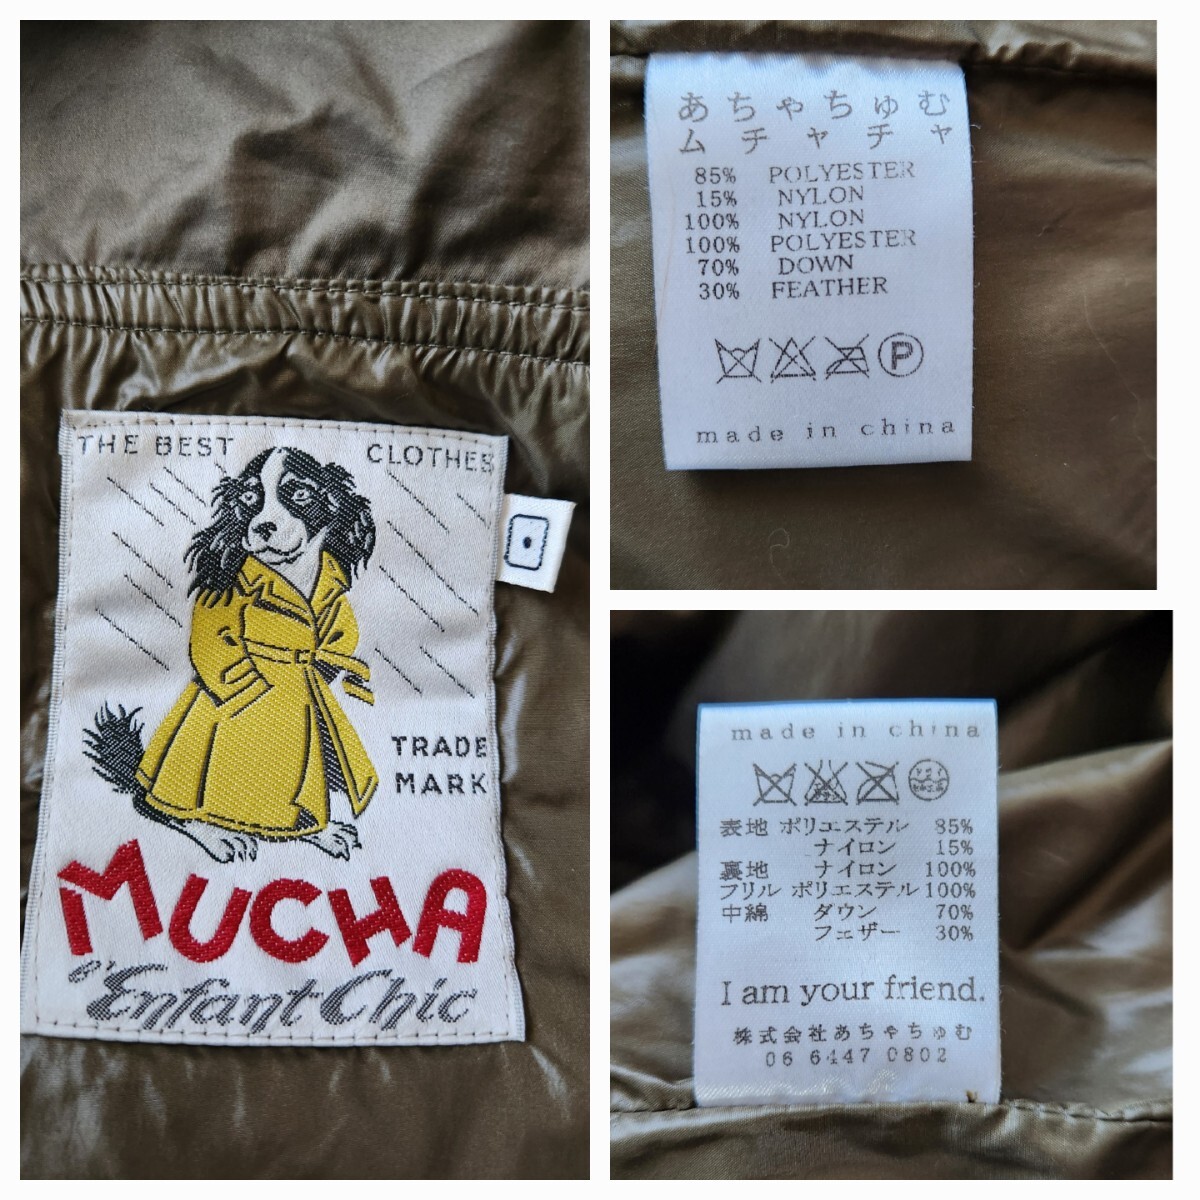 THE BEST CLOTHES
TRADE
MARK
MUCHA
d'Enfant Chic
あちゃちゅむ
ムチャチャ
85% POLYESTER
15% NYLON
100% NYLON
100% POLYESTER
70% DOWN
30% FEATHER
P
made in china
made in china
表地 ポリエステル 85%
ナイロン 15%
裏地 ナイロン 100%
フリル ポリエステル 100%
中綿 ダウン 70%
フェザー 30%
I am your friend.
株式会社あちゃちゅむ
06 6447 0802